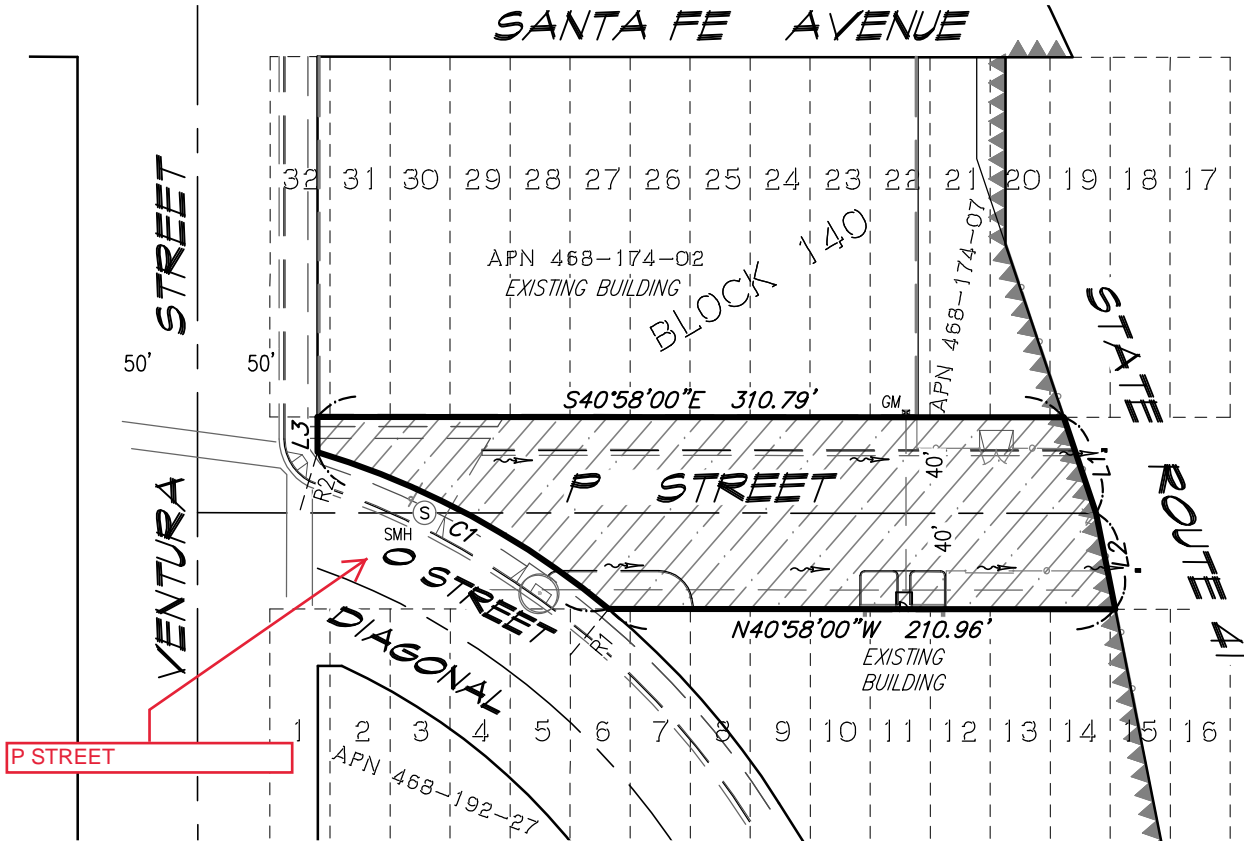 SANTA FE AVENUE
32 31 30 29 28 27 26 25 24 23 22 21 20 19 18 17
VENTURA STREET
APN 468-174-02
EXISTING BUILDING
BLOCK 140
APN 468-174-07
STATE ROUTE 41
50' 50'
S40°58'00"E 310.79'
GM
L3
R2
40'
L1
P STREET
S
C1
SMH
40'
L2
O STREET
DIAGONAL
R1
N40°58'00"W 210.96'
EXISTING
BUILDING
1 2 3 4 5 6 7 8 9 10 11 12 13 14 15 16
P STREET
APN 468-192-27